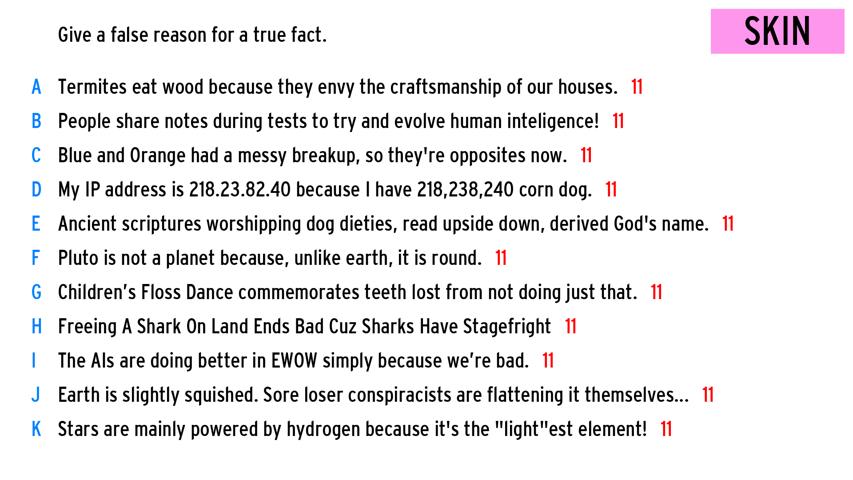 Give a false reason for a true fact.
SKIN
A Termites eat wood because they envy the craftsmanship of our houses. 11
B People share notes during tests to try and evolve human inteligence! 11
C Blue and Orange had a messy breakup, so they're opposites now. 11
D My IP address is 218.23.82.40 because I have 218,238,240 corn dog. 11
E Ancient scriptures worshipping dog dieties, read upside down, derived God's name. 11
F Pluto is not a planet because, unlike earth, it is round. 11
G Children’s Floss Dance commemorates teeth lost from not doing just that. 11
H Freeing A Shark On Land Ends Bad Cuz Sharks Have Stagefright 11
I The AIs are doing better in EWOW simply because we’re bad. 11
J Earth is slightly squished. Sore loser conspiracists are flattening it themselves... 11
K Stars are mainly powered by hydrogen because it's the "light"est element! 11